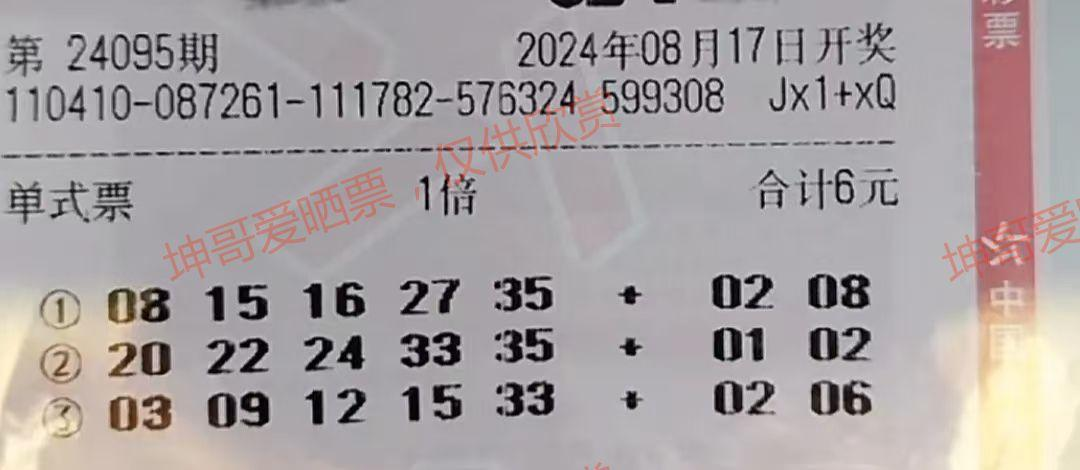 第 24095期 2024年08月17日开奖
110410-087261-111782-576324 599308 Jx1+xQ
单式票 1倍 合计6元
① 08 15 16 27 35 + 02 08
② 20 22 24 33 35 + 01 02
③ 03 09 12 15 33 + 02 06
坤哥爱晒票，仅供欣赏
坤哥爱晒
票
中国